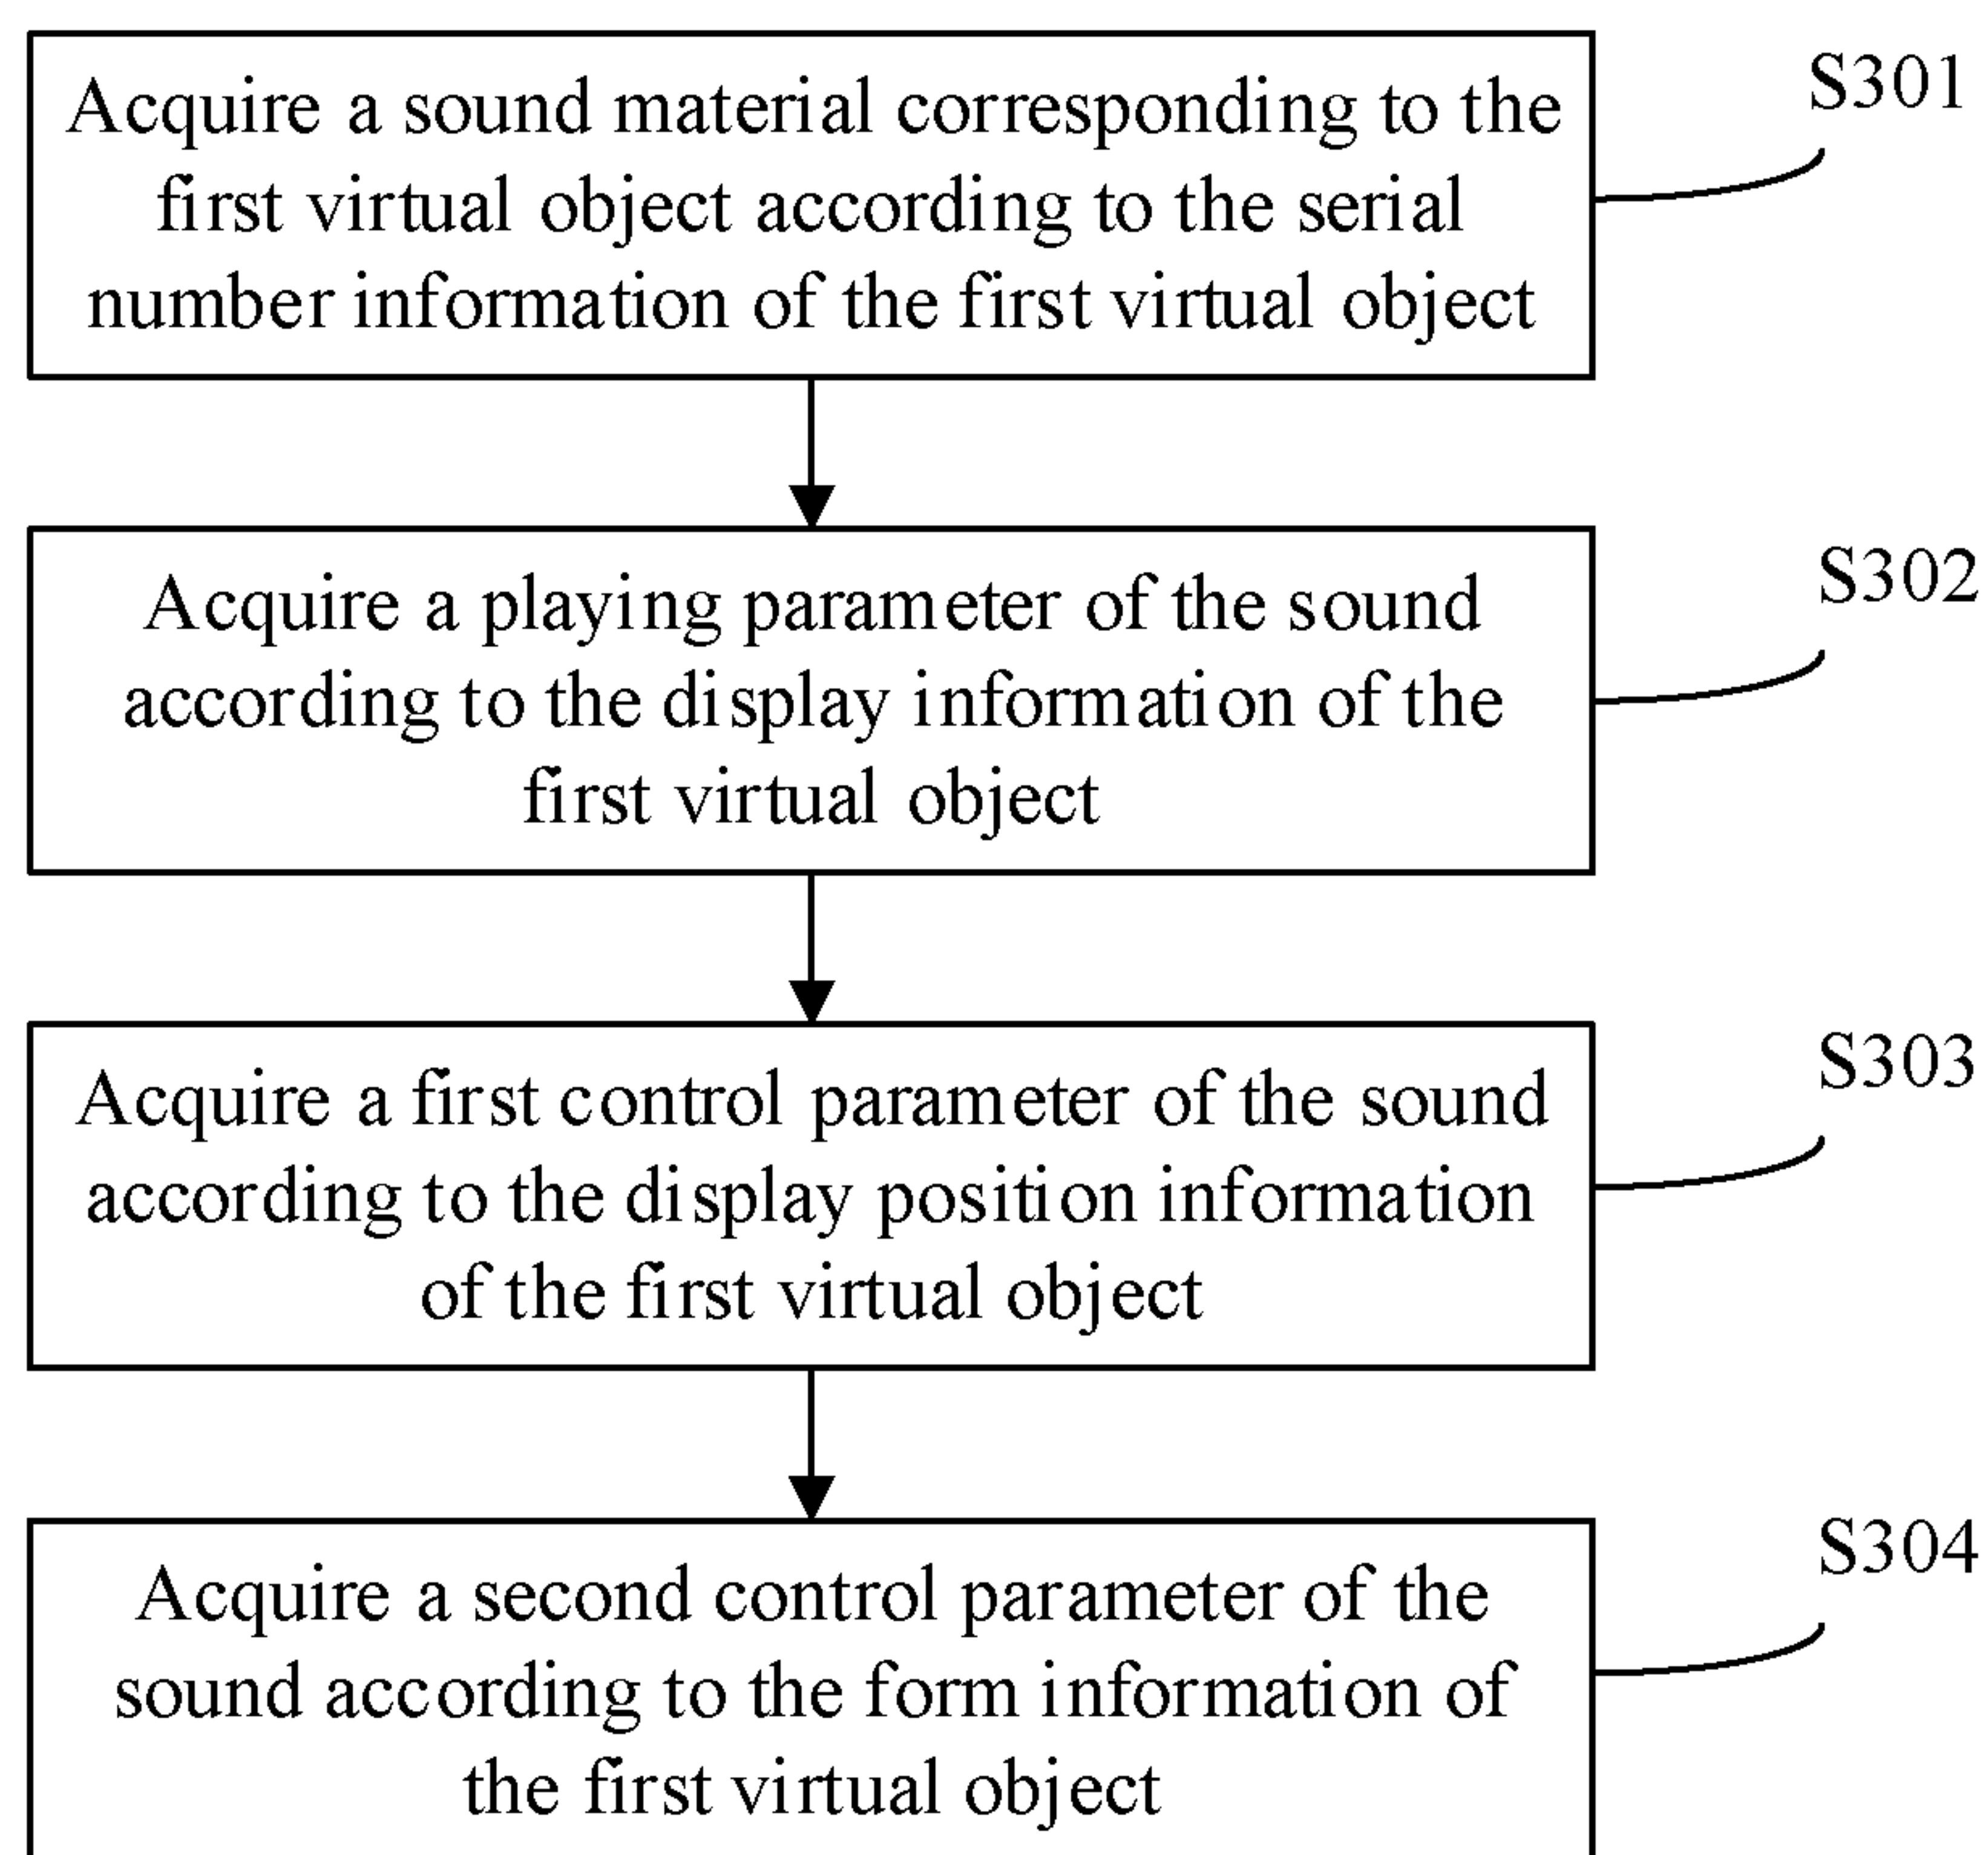 Acquire a sound material corresponding to the
first virtual object according to the serial
number information of the first virtual object
S301
Acquire a playing parameter of the sound
according to the display information of the
first virtual object
S302
Acquire a first control parameter of the sound
according to the display position information
of the first virtual object
S303
Acquire a second control parameter of the
sound according to the form information of
the first virtual object
S304